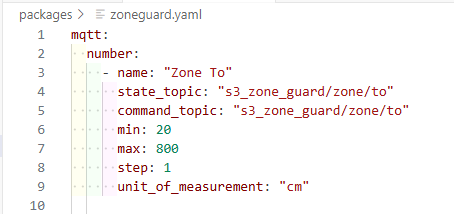 packages > zoneguard.yaml
1 mqtt:
2   number:
3     - name: "Zone To"
4       state_topic: "s3_zone_guard/zone/to"
5       command_topic: "s3_zone_guard/zone/to"
6       min: 20
7       max: 800
8       step: 1
9       unit_of_measurement: "cm"
10